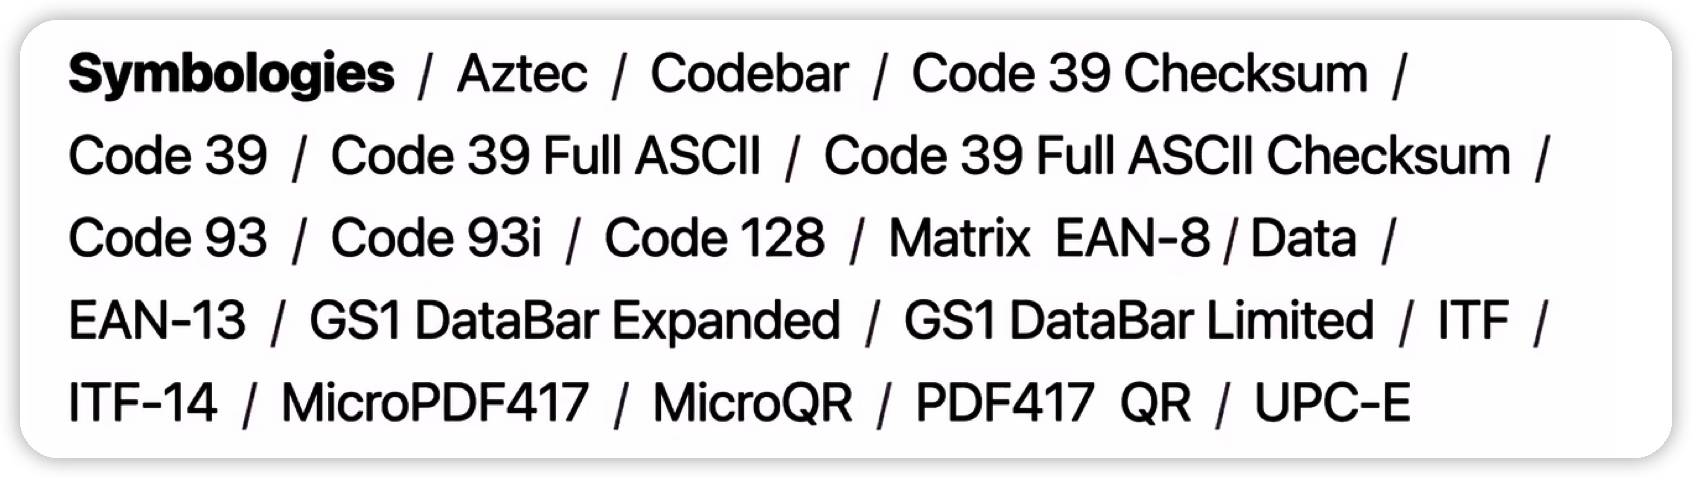 Symbologies / Aztec / Codebar / Code 39 Checksum /
Code 39 / Code 39 Full ASCII / Code 39 Full ASCII Checksum /
Code 93 / Code 93i / Code 128 / Matrix EAN-8 / Data /
EAN-13 / GS1 DataBar Expanded / GS1 DataBar Limited / ITF /
ITF-14 / MicroPDF417 / MicroQR / PDF417 QR / UPC-E